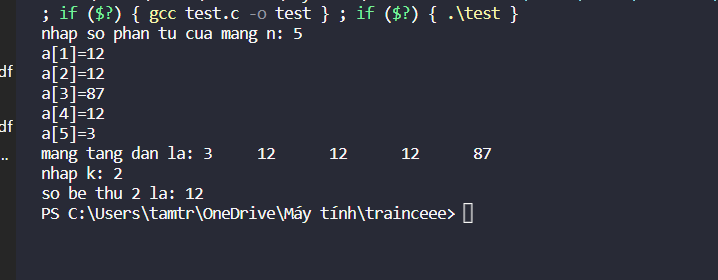 ; if ($?) { gcc test.c -o test } ; if ($?) { .\test }
nhap so phan tu cua mang n: 5
a[1]=12
a[2]=12
df
a[3]=87
a[4]=12
df
a[5]=3
..
mang tang dan la: 3 12 12 12 87
nhap k: 2
so be thu 2 la: 12
PS C:\Users\tamtr\OneDrive\Máy tính\trainceee>